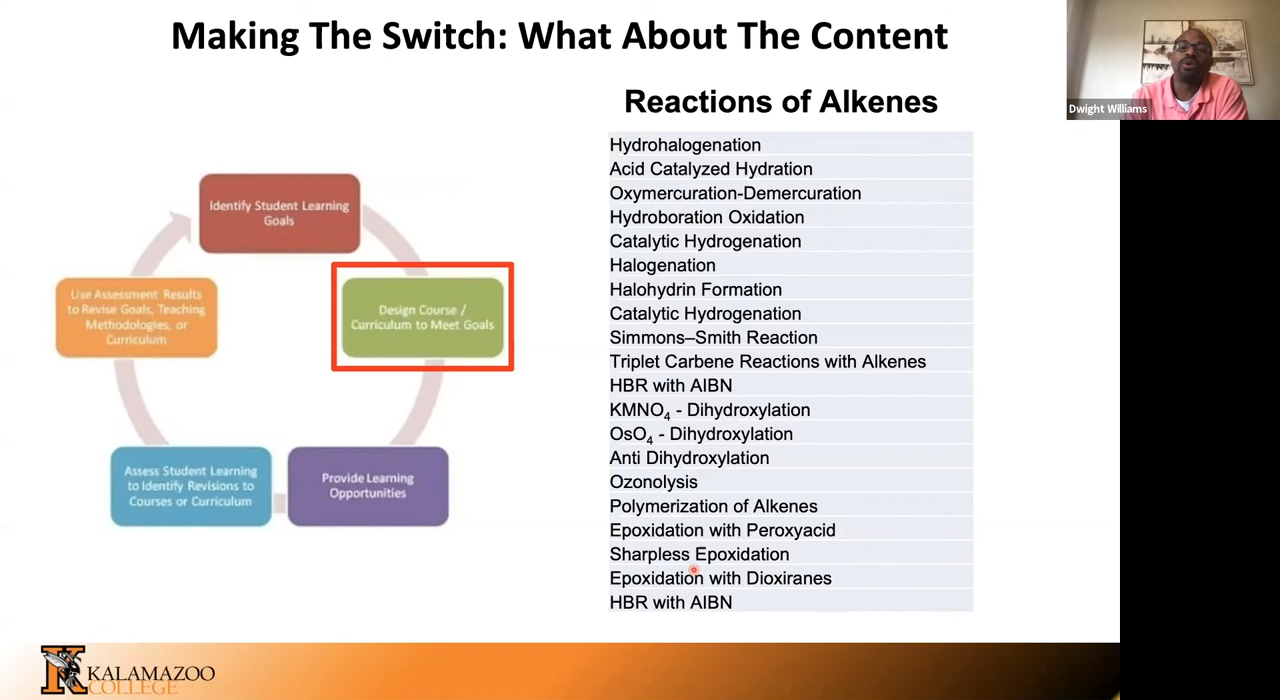 Making The Switch: What About The Content
Dwight Williams
Identify Student Learning
Goals
Design Course /
Curriculum to Meet Goals
Provide Learning
Opportunities
Assess Student Learning
to Identify Revisions to
Courses or Curriculum
Use Assessment Results
to Revise Goals, Teaching
Methodologies, or
Curriculum
Reactions of Alkenes
Hydrohalogenation
Acid Catalyzed Hydration
Oxymercuration-Demercuration
Hydroboration Oxidation
Catalytic Hydrogenation
Halogenation
Halohydrin Formation
Catalytic Hydrogenation
Simmons–Smith Reaction
Triplet Carbene Reactions with Alkenes
HBR with AIBN
KMNO₄ - Dihydroxylation
OsO₄ - Dihydroxylation
Anti Dihydroxylation
Ozonolysis
Polymerization of Alkenes
Epoxidation with Peroxyacid
Sharpless Epoxidation
Epoxidation with Dioxiranes
HBR with AIBN
K
KALAMAZOO
COLLEGE